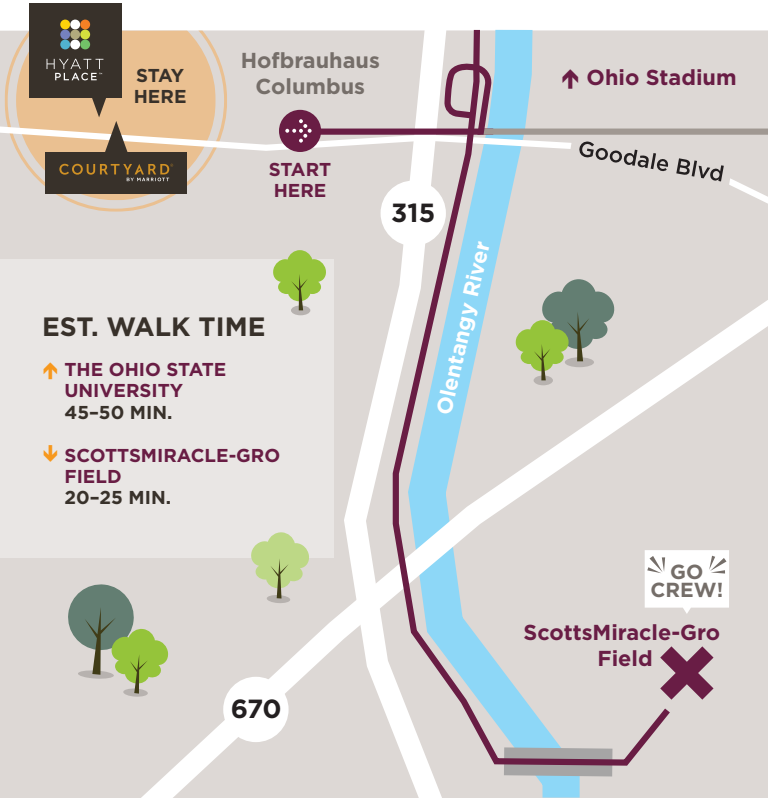 HYATT
PLACE™
STAY
HERE
COURTYARD®
BY MARRIOTT
Hofbrauhaus
Columbus
START
HERE
Ohio Stadium
Goodale Blvd
315
Olentangy River
EST. WALK TIME
THE OHIO STATE
UNIVERSITY
45–50 MIN.
SCOTTSMIRACLE-GRO
FIELD
20–25 MIN.
GO
CREW!
ScottsMiracle-Gro
Field
670